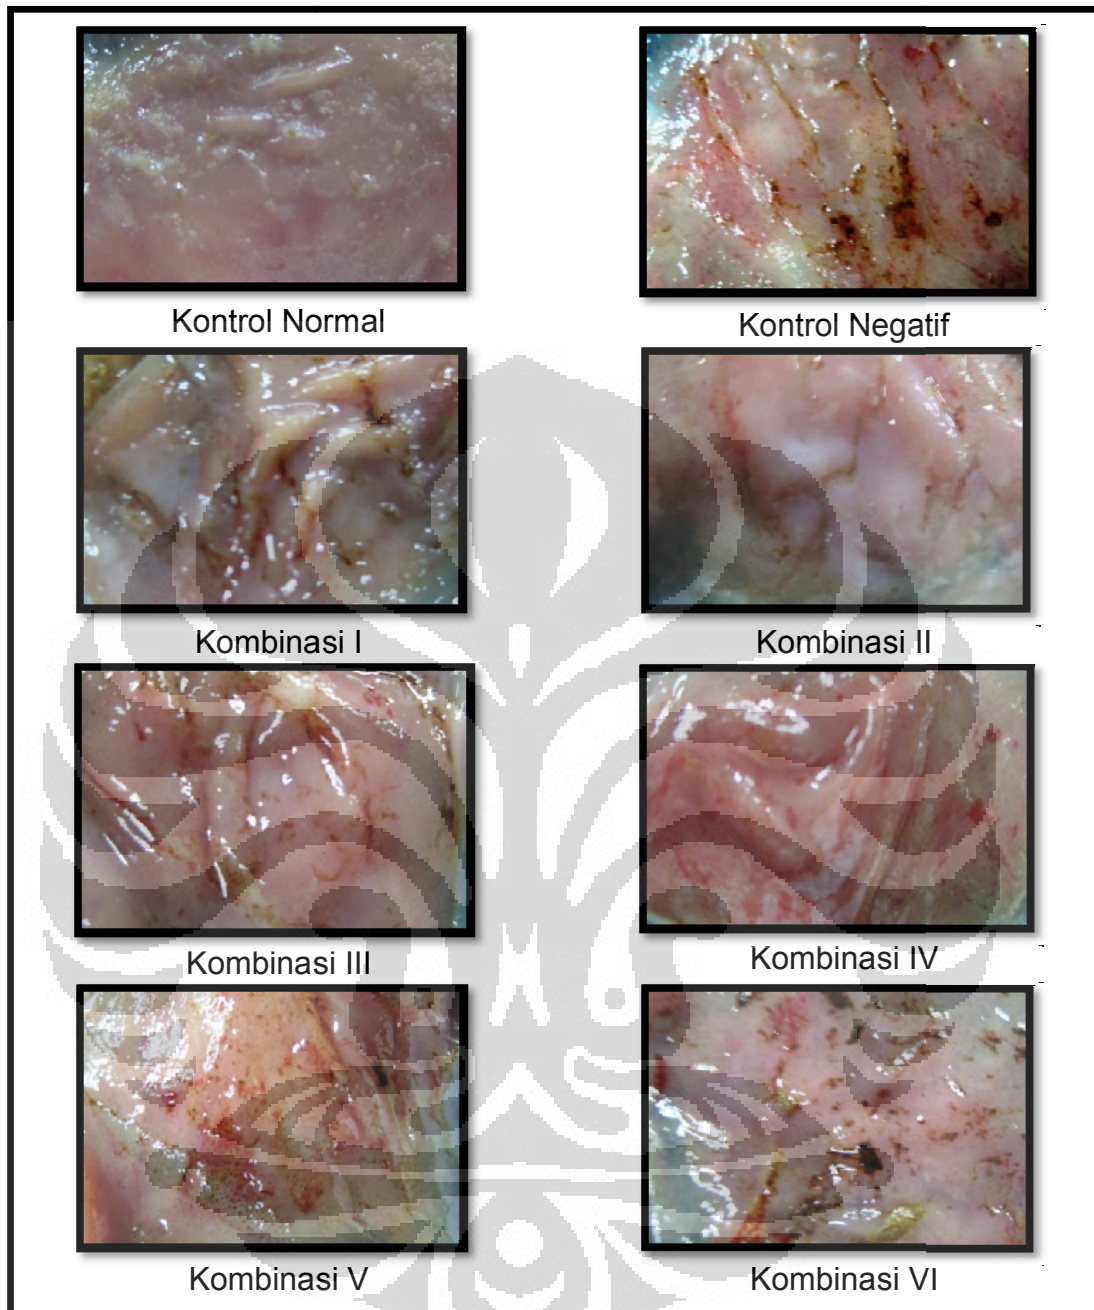 Kontrol Normal
Kontrol Negatif
Kombinasi I
Kombinasi II
Kombinasi III
Kombinasi IV
Kombinasi V
Kombinasi VI